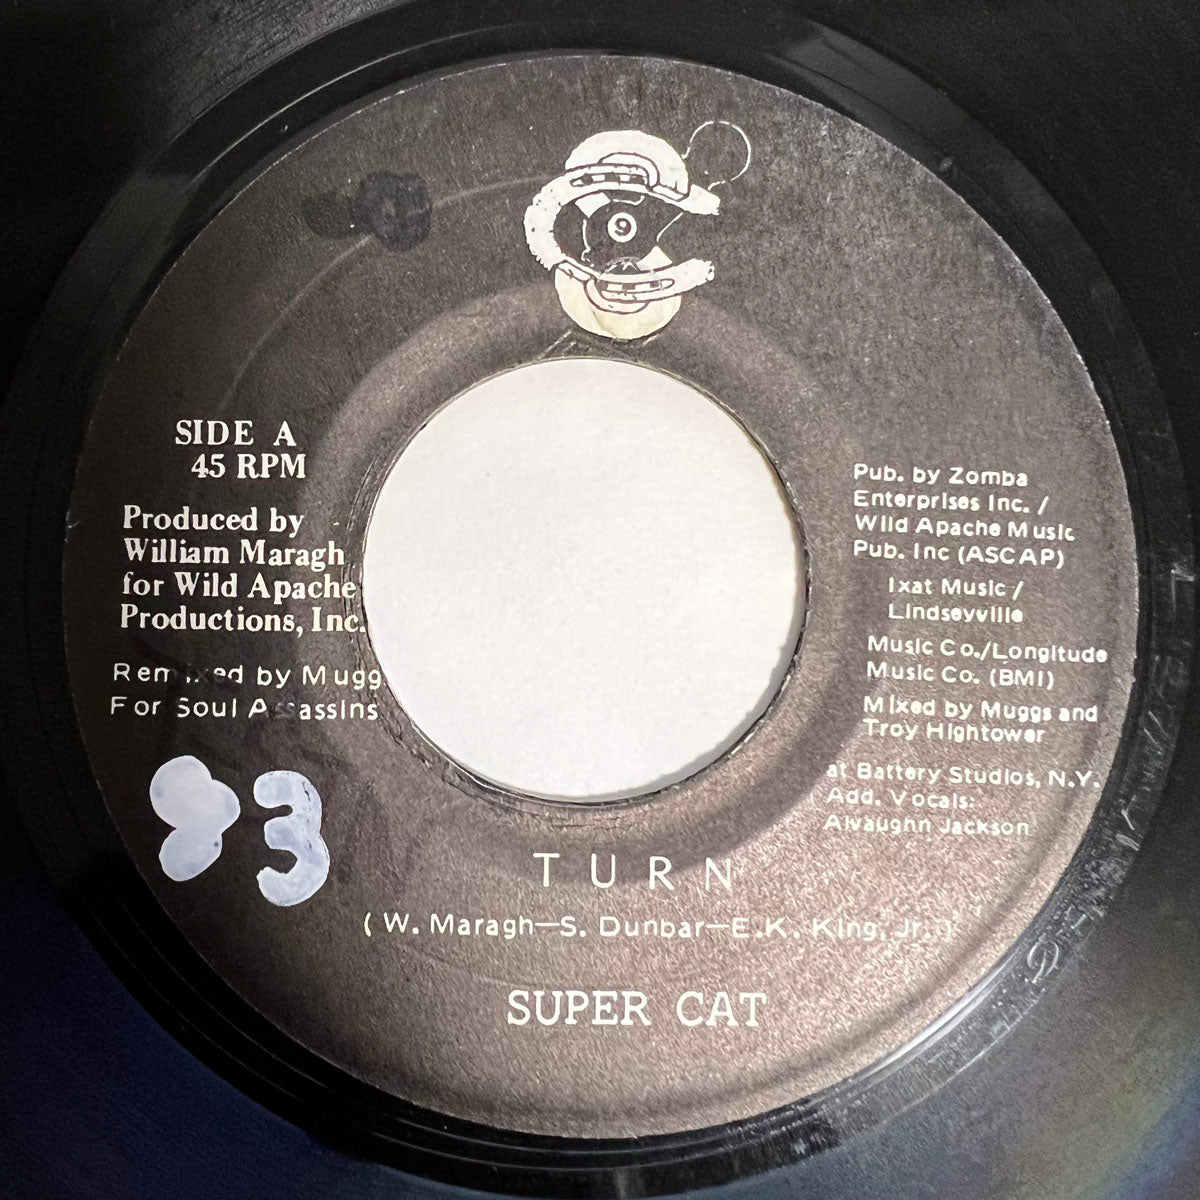 9
SIDE A
45 RPM
Produced by
William Maragh
for Wild Apache
Productions, Inc.
Remixed by Mugg
For Soul Assassins
93
Pub. by Zomba
Enterprises Inc. /
Wild Apache Music
Pub. Inc (ASCAP)
Ixat Music /
Lindseyville
Music Co./Longitude
Music Co. (BMI)
Mixed by Muggs and
Troy Hightower
at Battery Studios, N.Y.
Add. Vocals:
Alvaughn Jackson
TURN
(W. Maragh—S. Dunbar—E.K. King, Jr.)
SUPER CAT